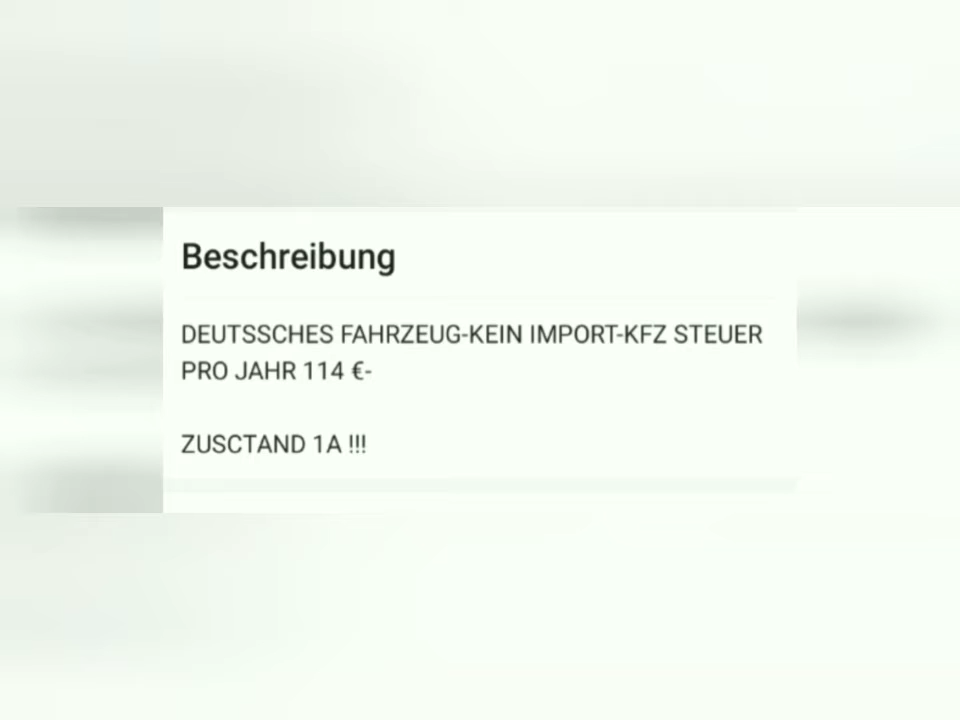 Beschreibung
DEUTSSCHES FAHRZEUG-KEIN IMPORT-KFZ STEUER
PRO JAHR 114 €-
ZUSCTAND 1A !!!